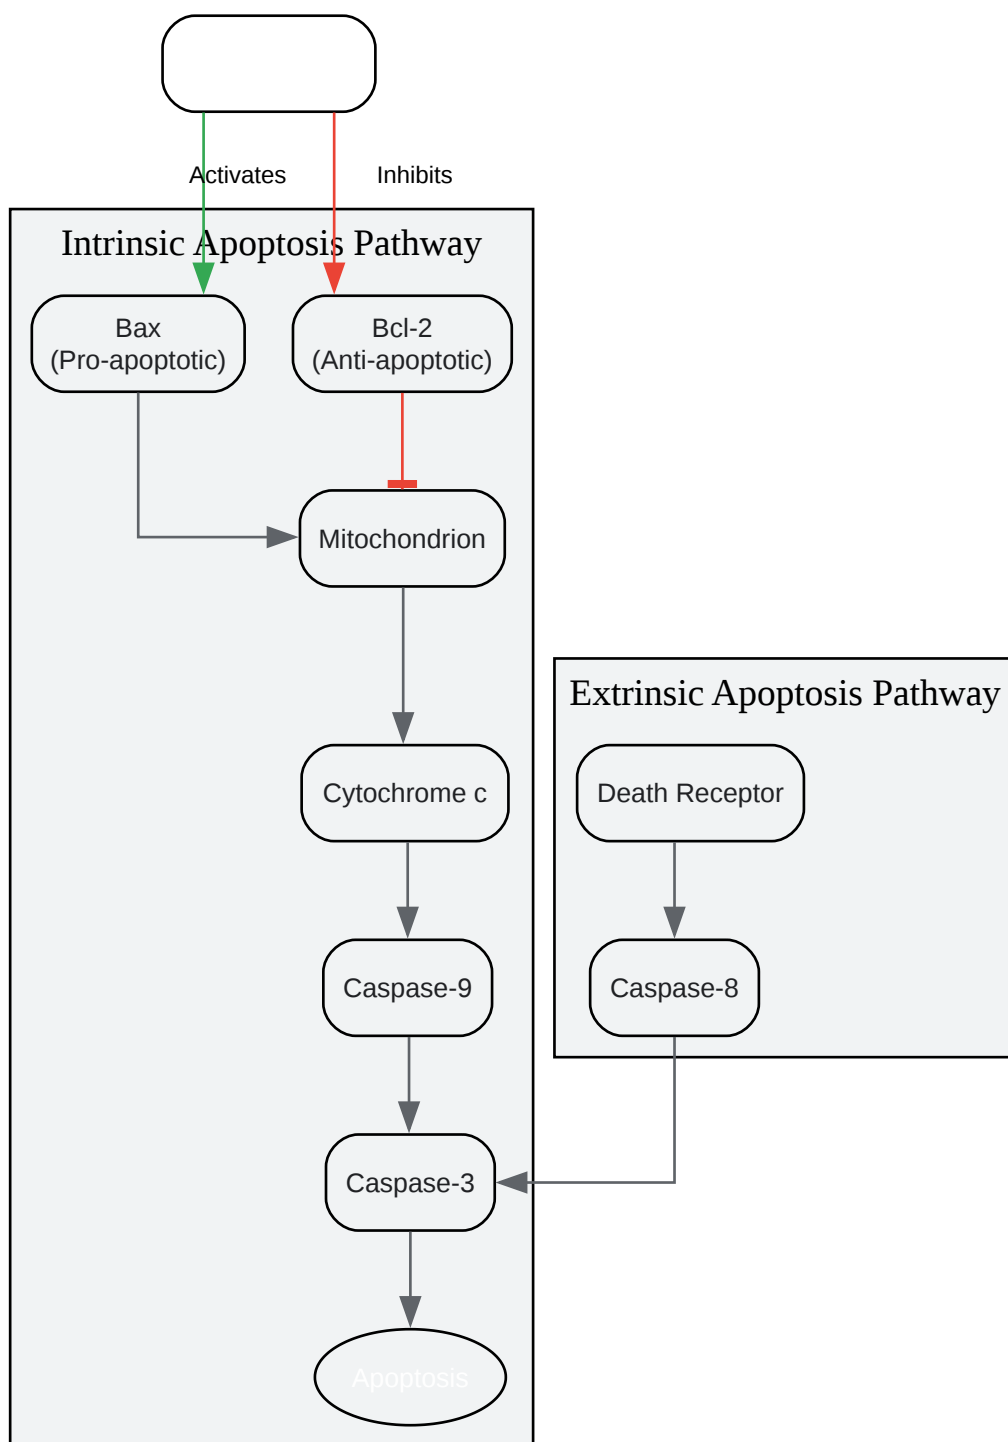 Activates
Inhibits
Intrinsic Apoptosis Pathway
Bax
(Pro-apoptotic)
Bcl-2
(Anti-apoptotic)
Mitochondrion
Extrinsic Apoptosis Pathway
Cytochrome c
Death Receptor
Caspase-9
Caspase-8
Caspase-3
Apoptosis